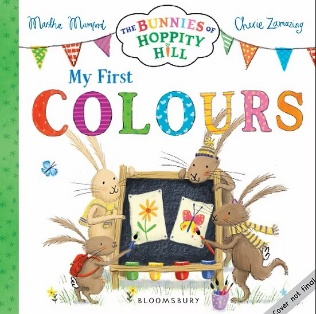 Martha Mumford
THE BUNNIES OF
HOPPITY
HILL
Cherie Zamazing
My First
COLOURS
BLOOMSBURY
Cover not final